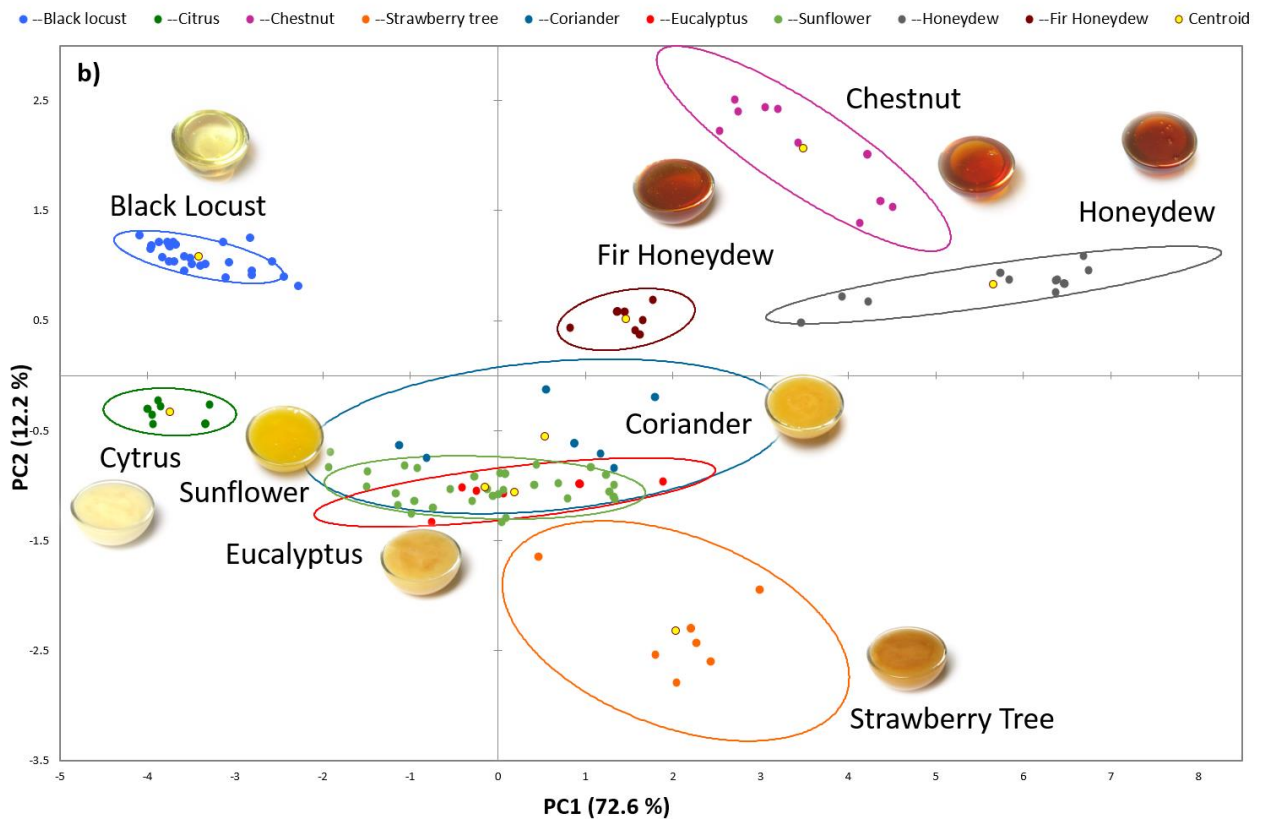 --Black locust --Citrus --Chestnut --Strawberry tree --Coriander --Eucalyptus --Sunflower --Honeydew --Fir Honeydew Centroid
b)
2.5
Chestnut
1.5
Black Locust
Honeydew
Fir Honeydew
0.5
-0.5
Coriander
Cytrus
Sunflower
-1.5
Eucalyptus
-2.5
Strawberry Tree
-3.5
PC2 (12.2 %)
-5 -4 -3 -2 -1 0 1 2 3 4 5 6 7 8
PC1 (72.6 %)